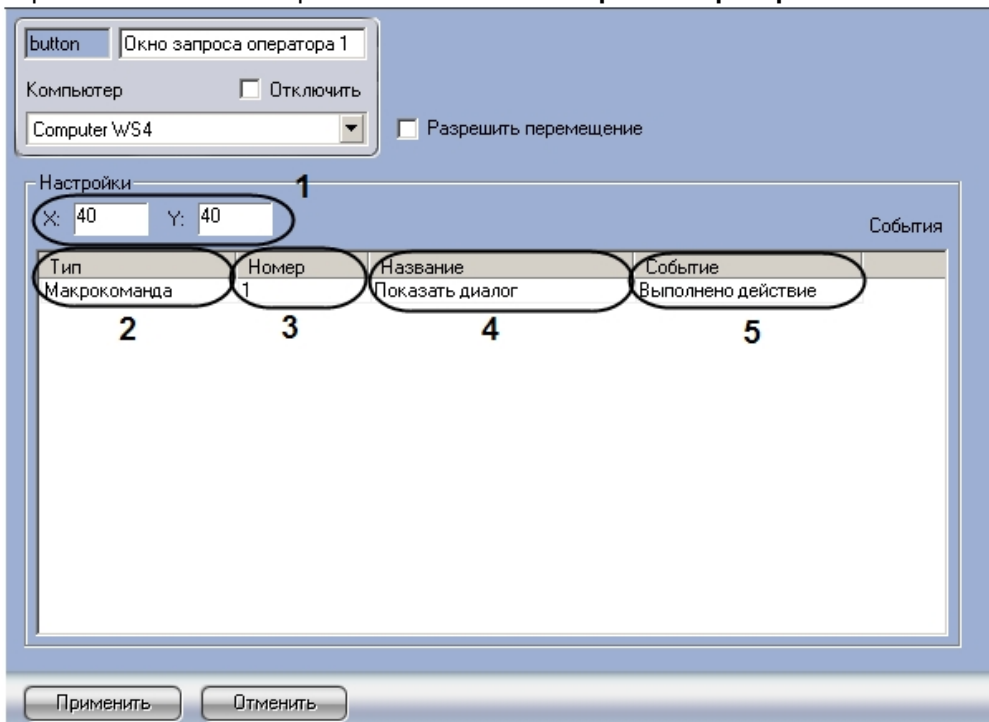 button Окно запроса оператора 1
Компьютер Отключить
Computer WS4 Разрешить перемещение
Настройки 1
X: 40 Y: 40 События
Тип Номер Название Событие
Макрокоманда 1 Показать диалог Выполнено действие
2 3 4 5
Применить Отменить